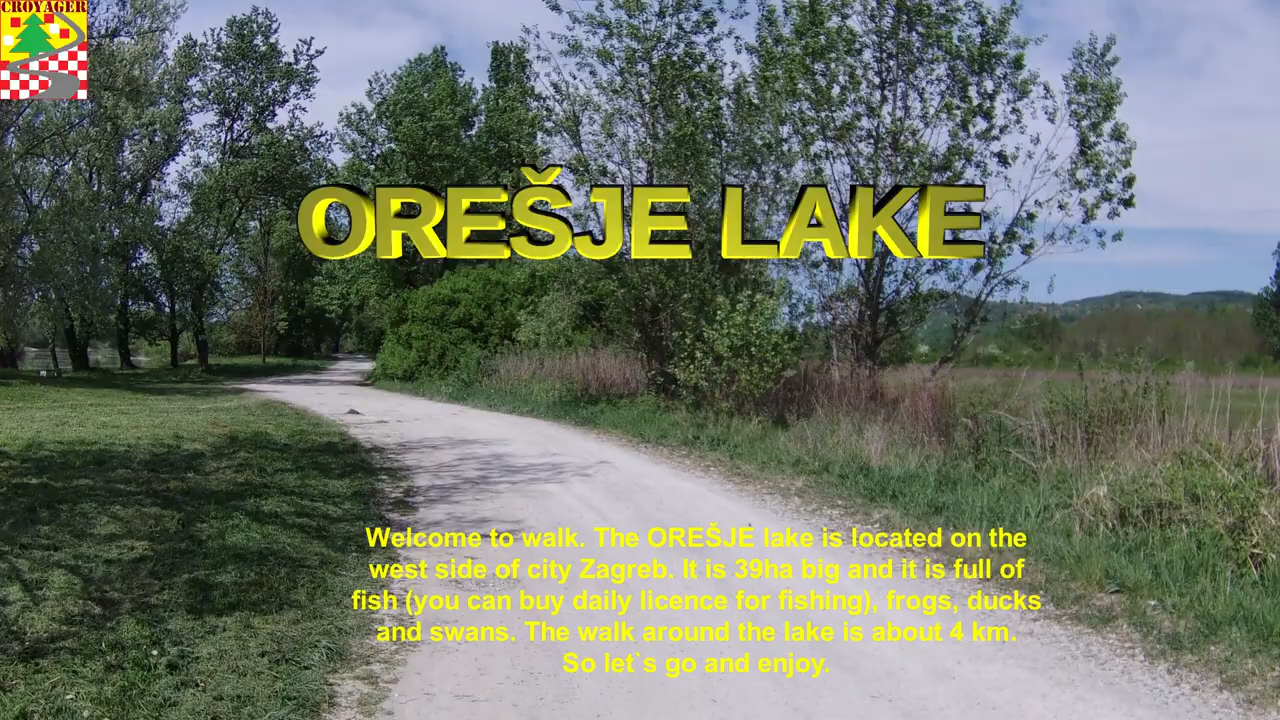 CROYAGER
OREŠJE LAKE
Welcome to walk. The OREŠJE lake is located on the
west side of city Zagreb. It is 39ha big and it is full of
fish (you can buy daily licence for fishing), frogs, ducks
and swans. The walk around the lake is about 4 km.
So let`s go and enjoy.